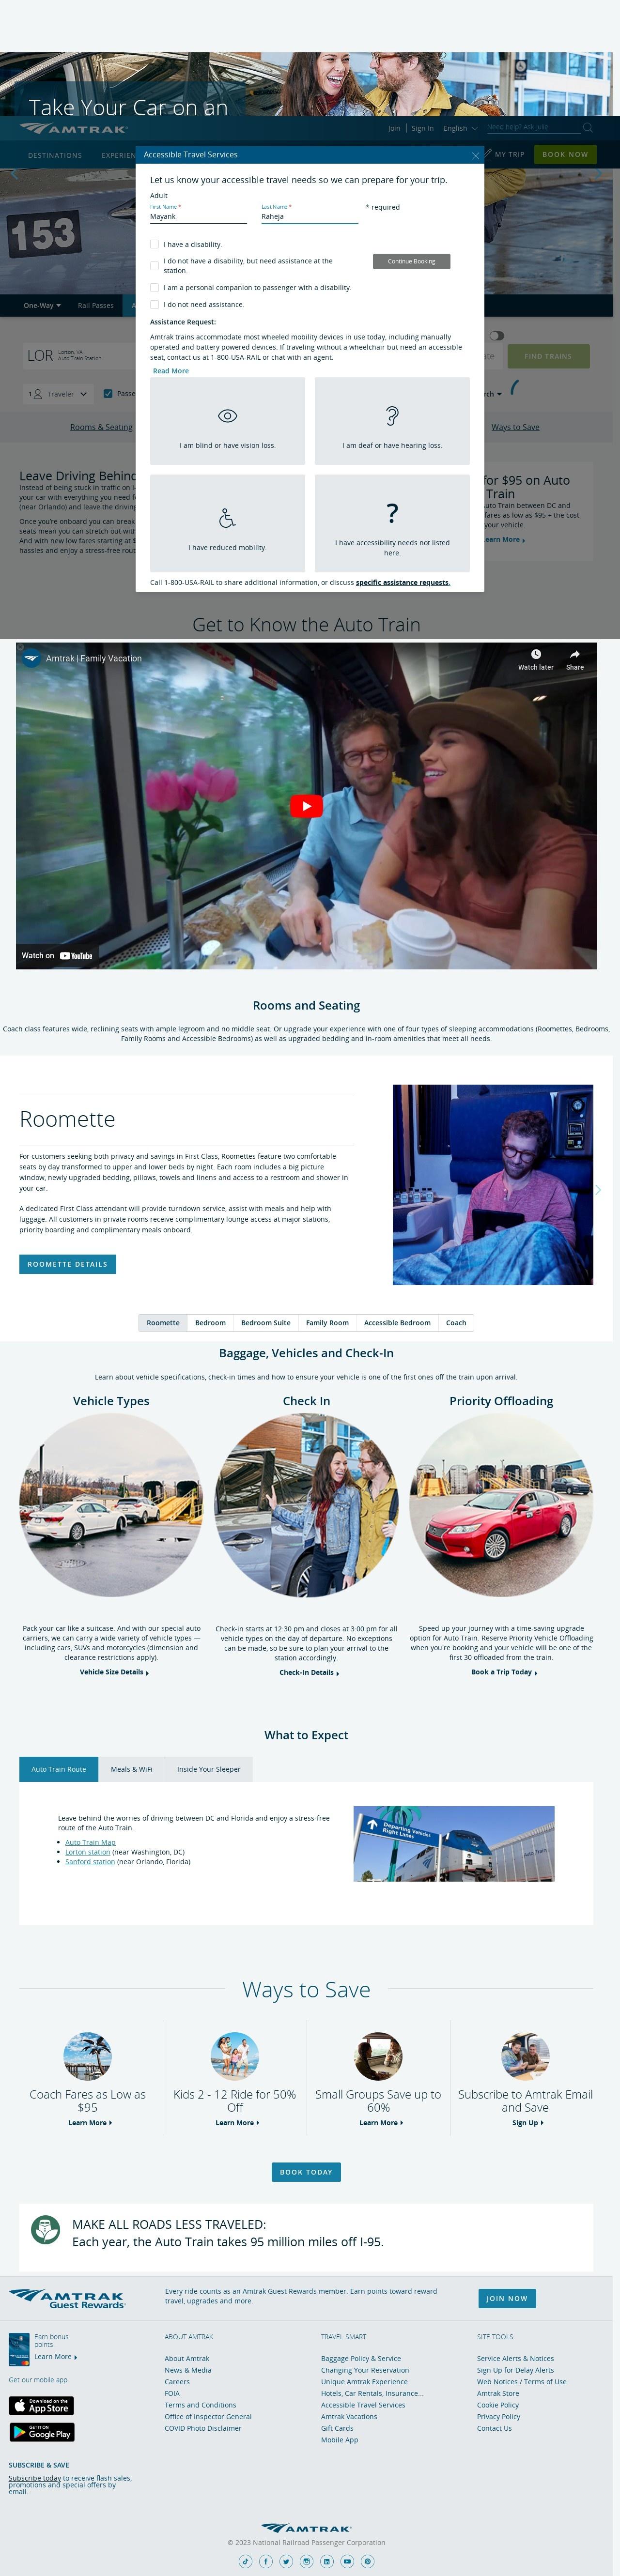 Take Your Car on an
AMTRAK
Join
Sign In
English
Need help? Ask Julie
DESTINATIONS
EXPERIEN
MY TRIP
BOOK NOW
Accessible Travel Services
Let us know your accessible travel needs so we can prepare for your trip.
Adult
First Name *
Last Name *
* required
Mayank
Raheja
I have a disability.
I do not have a disability, but need assistance at the
station.
Continue Booking
I am a personal companion to passenger with a disability.
I do not need assistance.
Assistance Request:
Amtrak trains accommodate most wheeled mobility devices in use today, including manually
operated and battery powered devices. If traveling without a wheelchair but need an accessible
seat, contact us at 1-800-USA-RAIL or chat with an agent.
Read More
I am blind or have vision loss.
I am deaf or have hearing loss.
I have reduced mobility.
?
I have accessibility needs not listed
here.
Call 1-800-USA-RAIL to share additional information, or discuss specific assistance requests.
153
One-Way
Rail Passes
A
LOR
Lorton, VA
Auto Train Station
FIND TRAINS
1
Traveler
Passe
rch
Rooms & Seating
Ways to Save
Leave Driving Behind
Instead of being stuck in traffic on I-
your car with everything you need f
(near Orlando) and leave the driving
Once you're onboard you can break
seats mean you can stretch out with
And with new low fares starting at $
hassles and enjoy a stress-free rout
for $95 on Auto
Train
Auto Train between DC and
fares as low as $95 + the cost
your vehicle.
Learn More
Get to Know the Auto Train
Amtrak | Family Vacation
Watch later
Share
Watch on YouTube
Rooms and Seating
Coach class features wide, reclining seats with ample legroom and no middle seat. Or upgrade your experience with one of four types of sleeping accommodations (Roomettes, Bedrooms,
Family Rooms and Accessible Bedrooms) as well as upgraded bedding and in-room amenities that meet all needs.
Roomette
For customers seeking both privacy and savings in First Class, Roomettes feature two comfortable
seats by day transformed to upper and lower beds by night. Each room includes a big picture
window, newly upgraded bedding, pillows, towels and linens and access to a restroom and shower in
your car.
A dedicated First Class attendant will provide turndown service, assist with meals and help with
luggage. All customers in private rooms receive complimentary lounge access at major stations,
priority boarding and complimentary meals onboard.
ROOMETTE DETAILS
Roomette
Bedroom
Bedroom Suite
Family Room
Accessible Bedroom
Coach
Baggage, Vehicles and Check-In
Learn about vehicle specifications, check-in times and how to ensure your vehicle is one of the first ones off the train upon arrival.
Vehicle Types
Check In
Priority Offloading
Pack your car like a suitcase. And with our special auto
carriers, we can carry a wide variety of vehicle types —
including cars, SUVs and motorcycles (dimension and
clearance restrictions apply).
Vehicle Size Details
Check-in starts at 12:30 pm and closes at 3:00 pm for all
vehicle types on the day of departure. No exceptions
can be made, so be sure to plan your arrival to the
station accordingly.
Check-In Details
Speed up your journey with a time-saving upgrade
option for Auto Train. Reserve Priority Vehicle Offloading
when you're booking and your vehicle will be one of the
first 30 offloaded from the train.
Book a Trip Today
What to Expect
Auto Train Route
Meals & WiFi
Inside Your Sleeper
Leave behind the worries of driving between DC and Florida and enjoy a stress-free
route of the Auto Train.
Auto Train Map
Lorton station (near Washington, DC)
Sanford station (near Orlando, Florida)
Departing Vehicles
Right Lanes
Auto Train
Ways to Save
Coach Fares as Low as
$95
Learn More
Kids 2 - 12 Ride for 50%
Off
Learn More
Small Groups Save up to
60%
Learn More
Subscribe to Amtrak Email
and Save
Sign Up
BOOK TODAY
MAKE ALL ROADS LESS TRAVELED:
Each year, the Auto Train takes 95 million miles off I-95.
AMTRAK
Guest Rewards
Every ride counts as an Amtrak Guest Rewards member. Earn points toward reward
travel, upgrades and more.
JOIN NOW
Earn bonus
points.
Learn More
Get our mobile app.
Download on the
App Store
GET IT ON
Google Play
SUBSCRIBE & SAVE
Subscribe today to receive flash sales,
promotions and special offers by
email.
ABOUT AMTRAK
About Amtrak
News & Media
Careers
FOIA
Terms and Conditions
Office of Inspector General
COVID Photo Disclaimer
TRAVEL SMART
Baggage Policy & Service
Changing Your Reservation
Unique Amtrak Experience
Hotels, Car Rentals, Insurance...
Accessible Travel Services
Amtrak Vacations
Gift Cards
Mobile App
SITE TOOLS
Service Alerts & Notices
Sign Up for Delay Alerts
Web Notices / Terms of Use
Amtrak Store
Cookie Policy
Privacy Policy
Contact Us
AMTRAK
© 2023 National Railroad Passenger Corporation